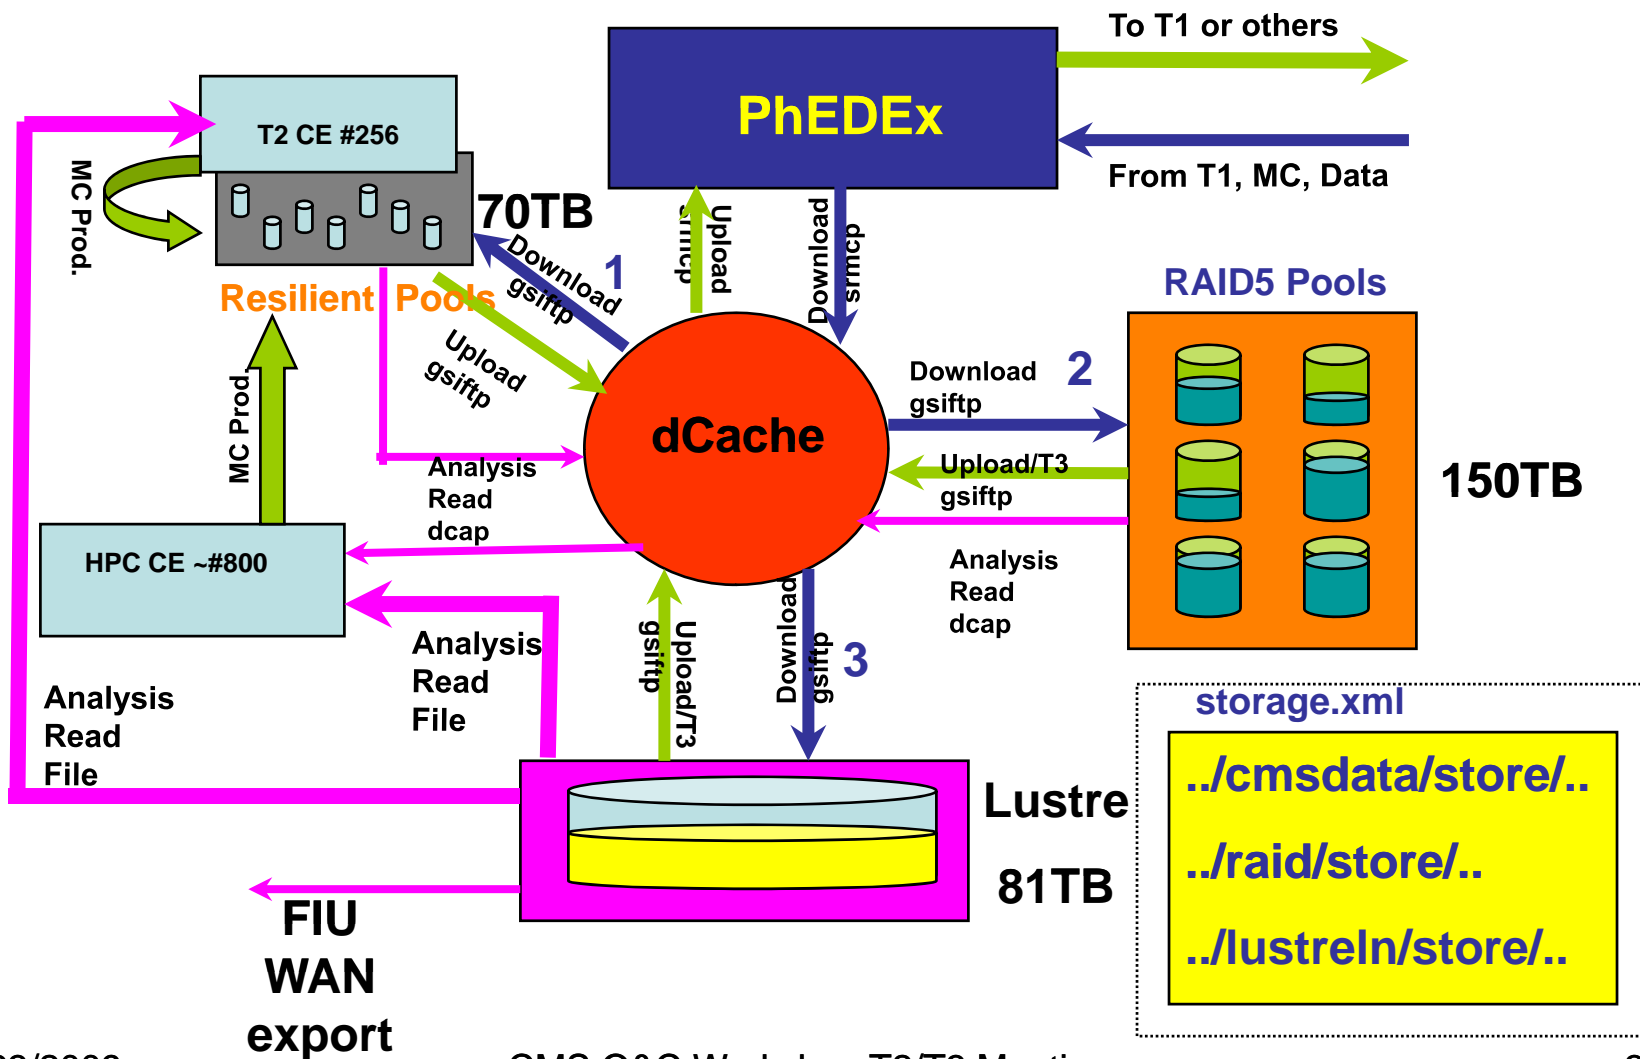 To T1 or others
PhEDEx
T2 CE #256
From T1, MC, Data
MC Prod.
70TB
Download
gsiftp
1
Upload
srmcp
Download
srmcp
RAID5 Pools
Resilient Pools
Upload
gsiftp
Download
gsiftp
2
MC Prod.
dCache
Analysis
Read
dcap
Upload/T3
gsiftp
150TB
HPC CE ~#800
Analysis
Read
dcap
Analysis
Read
File
Upload/T3
gsiftp
Download
gsiftp
3
Analysis
Read
File
storage.xml
../cmsdata/store/..
../raid/store/..
../lustreln/store/..
Lustre
81TB
FIU
WAN
export